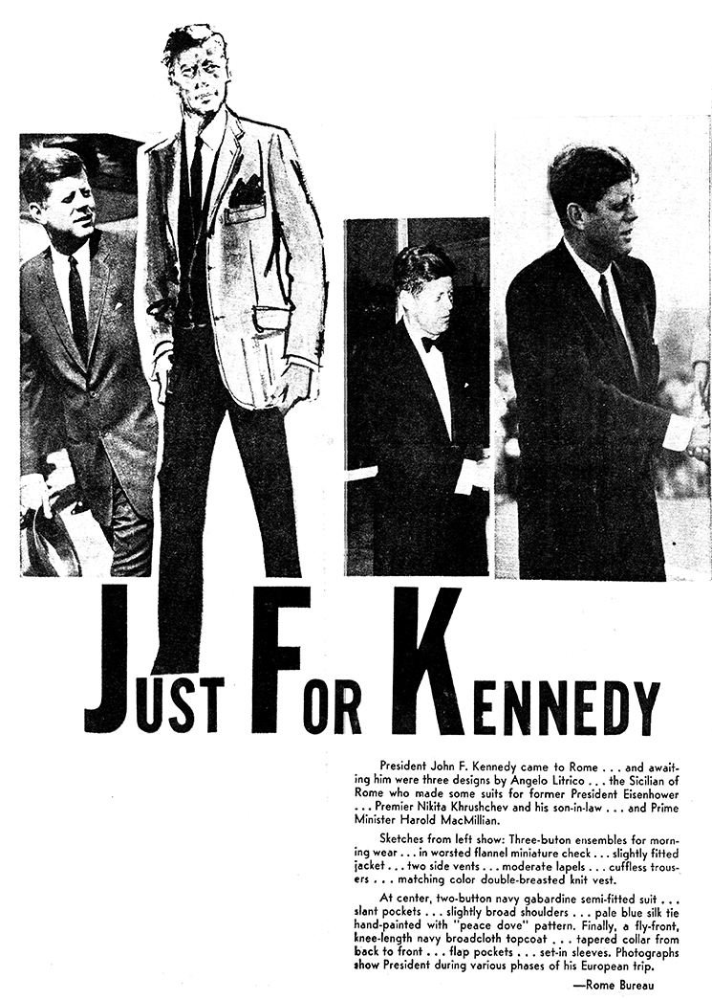 JUST FOR KENNEDY
President John F. Kennedy came to Rome . . . and await-
ing him were three designs by Angelo Litrico . . . the Sicilian of
Rome who made some suits for former President Eisenhower
. . . Premier Nikita Khrushchev and his son-in-law . . . and Prime
Minister Harold MacMillian.
Sketches from left show: Three-buton ensembles for morn-
ing wear . . . in worsted flannel miniature check . . . slightly fitted
jacket . . . two side vents . . . moderate lapels . . . cuffless trous-
ers . . . matching color double-breasted knit vest.
At center, two-button navy gabardine semi-fitted suit . . .
slant pockets . . . slightly broad shoulders . . . pale blue silk tie
hand-painted with "peace dove" pattern. Finally, a fly-front,
knee-length navy broadcloth topcoat . . . tapered collar from
back to front . . . flap pockets . . . set-in sleeves. Photographs
show President during various phases of his European trip.
—Rome Bureau